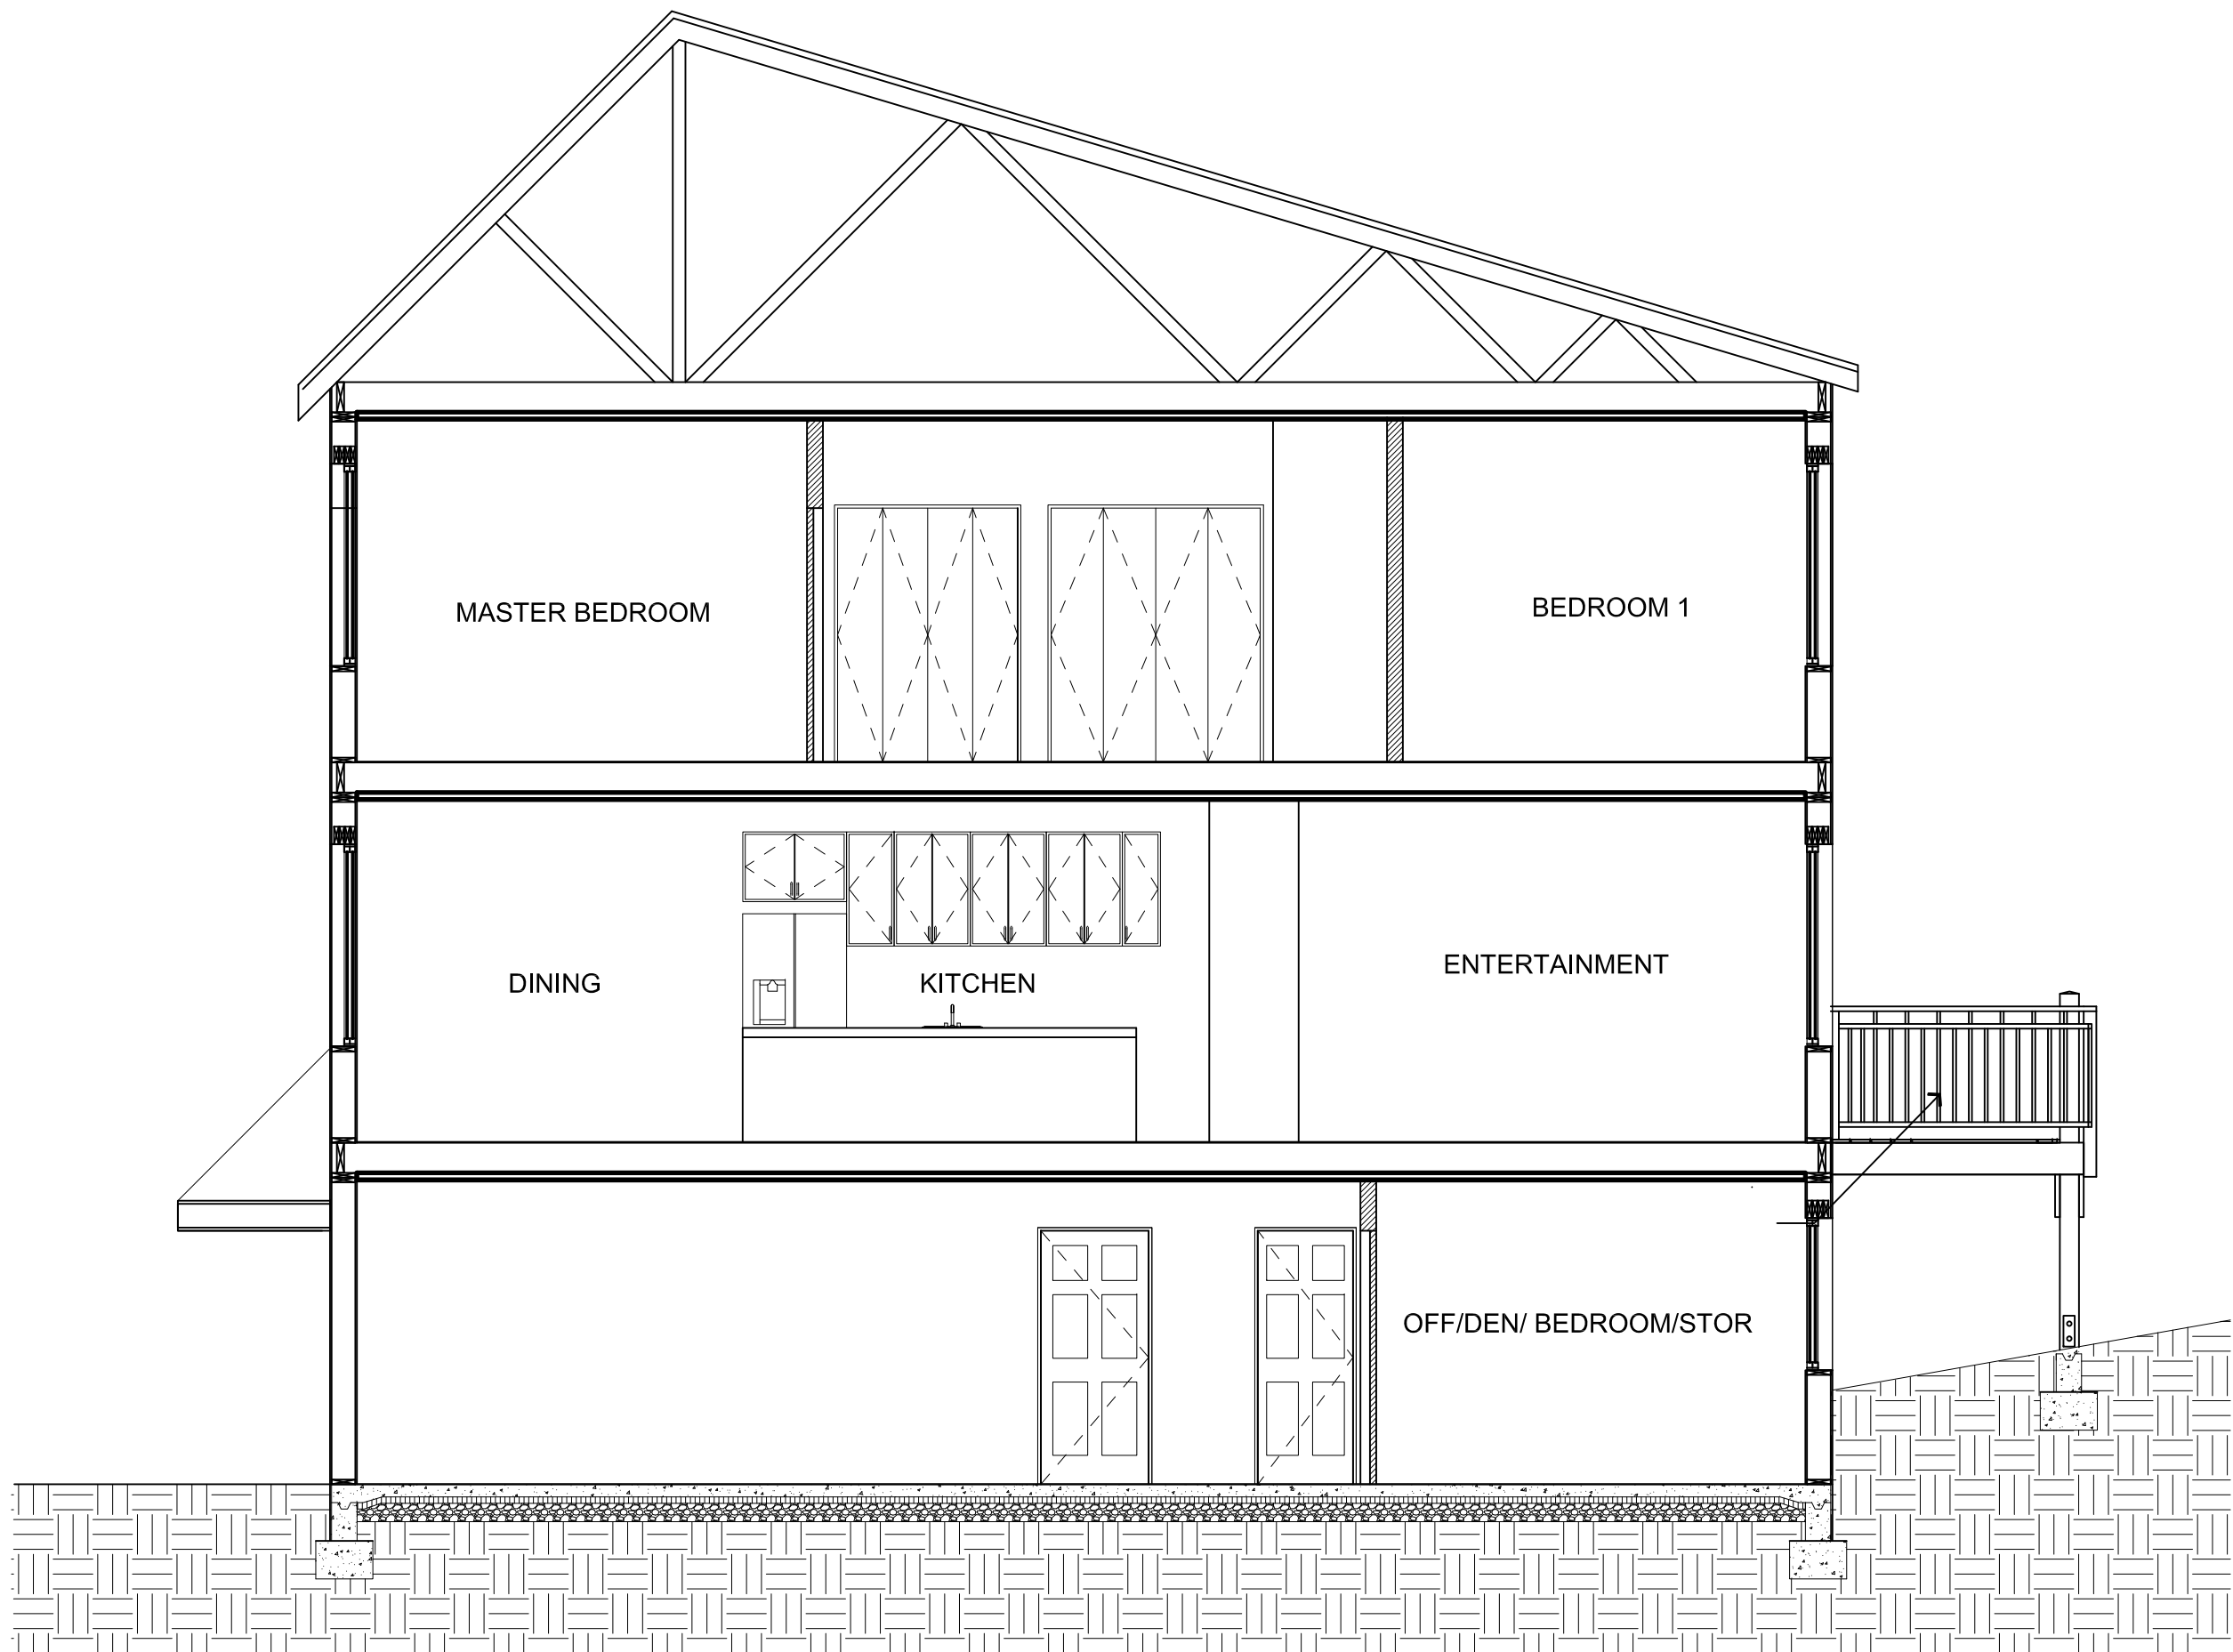 MASTER BEDROOM
BEDROOM 1
DINING
KITCHEN
ENTERTAINMENT
OFF/DEN/ BEDROOM/STOR